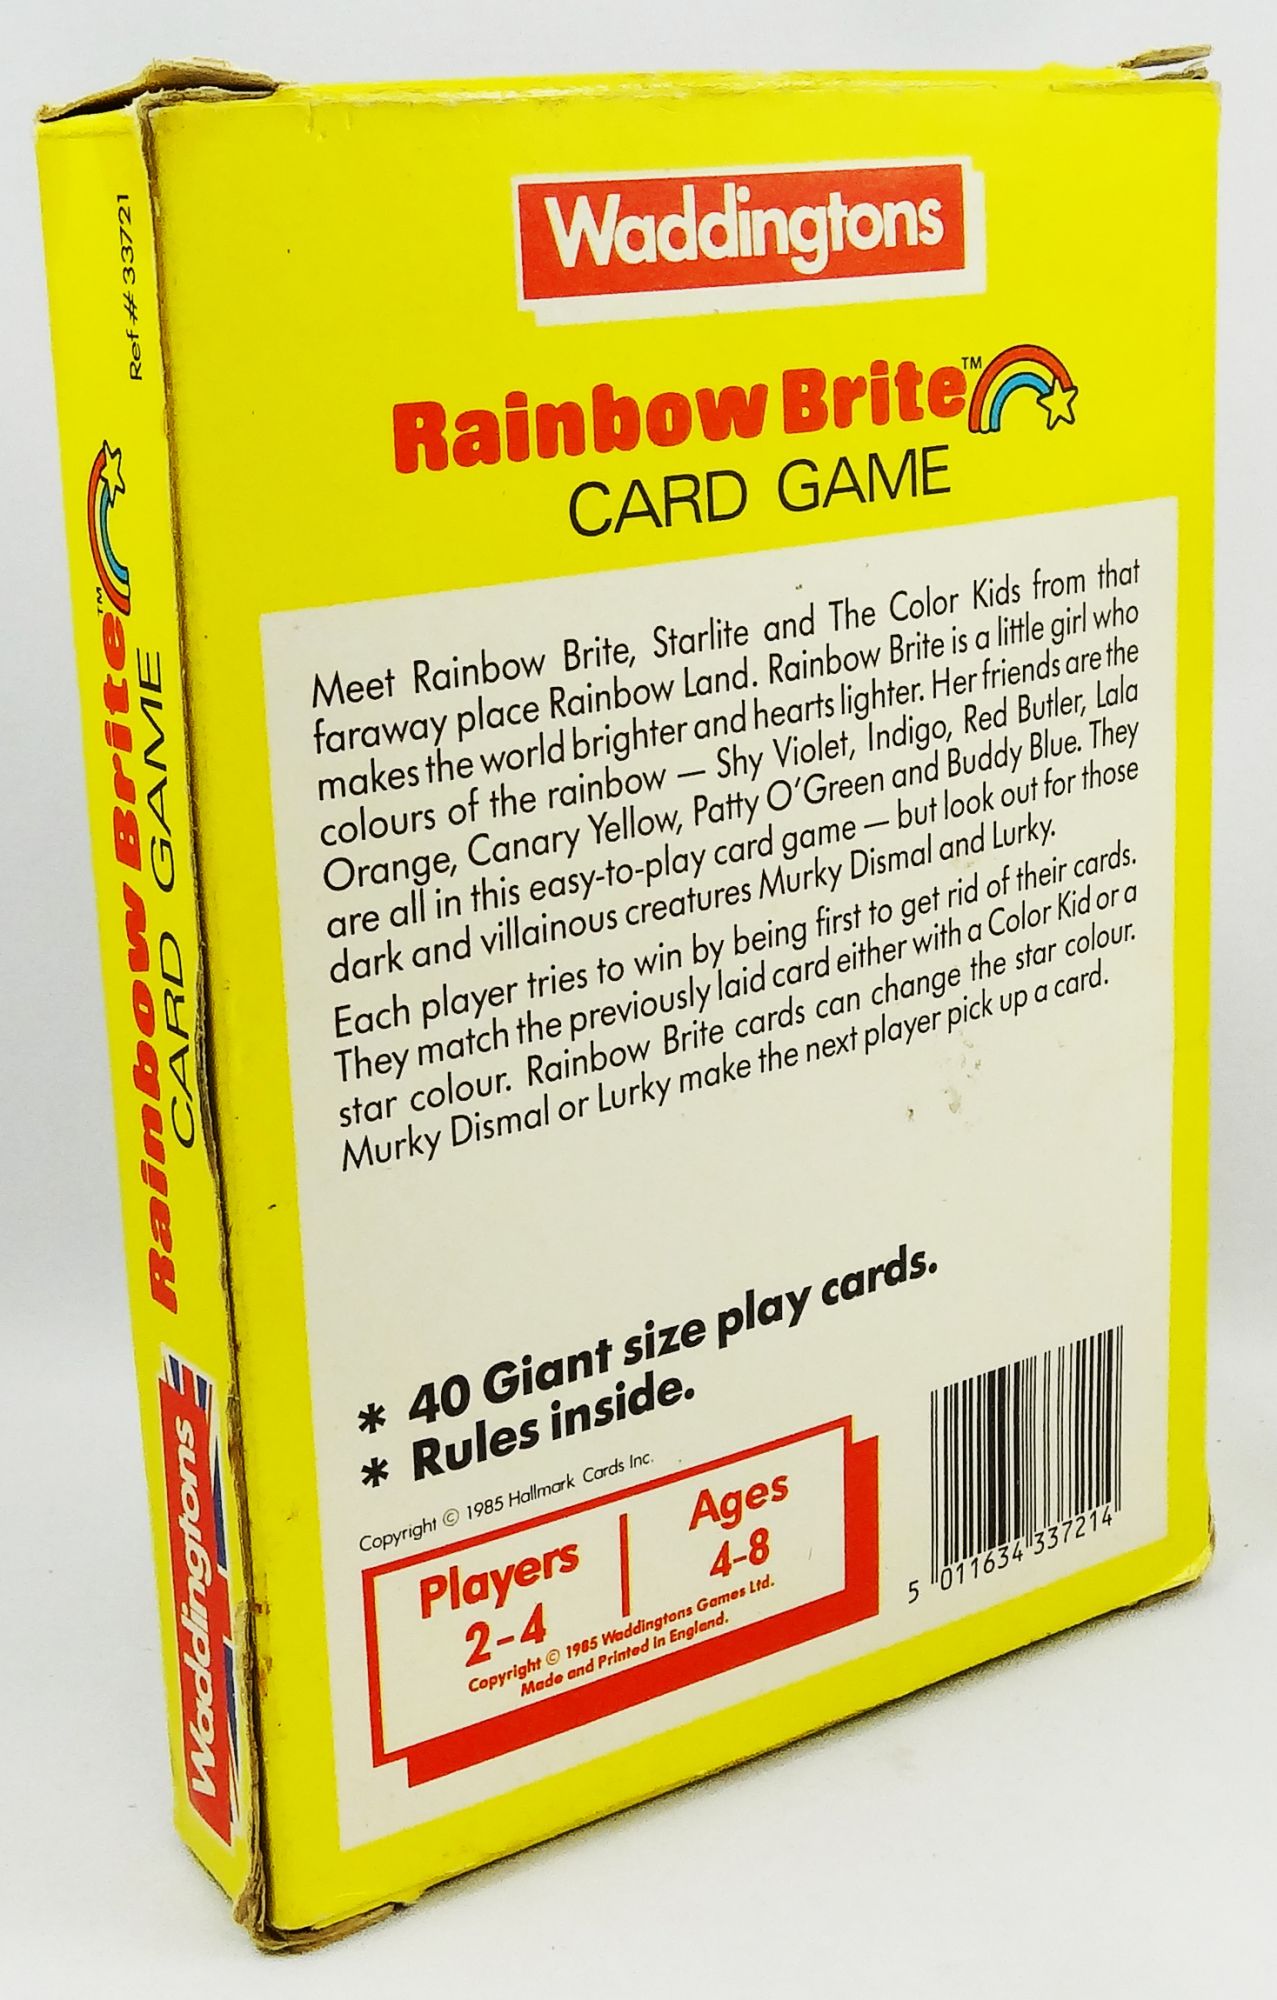 Waddingtons
Rainbow Brite™
CARD GAME
Meet Rainbow Brite, Starlite and The Color Kids from that
faraway place Rainbow Land. Rainbow Brite is a little girl who
makes the world brighter and hearts lighter. Her friends are the
colours of the rainbow — Shy Violet, Indigo, Red Butler, Lala
Orange, Canary Yellow, Patty O'Green and Buddy Blue. They
are all in this easy-to-play card game — but look out for those
dark and villainous creatures Murky Dismal and Lurky.
Each player tries to win by being first to get rid of their cards.
They match the previously laid card either with a Color Kid or a
star colour. Rainbow Brite cards can change the star colour.
Murky Dismal or Lurky make the next player pick up a card.
* 40 Giant size play cards.
* Rules inside.
Copyright © 1985 Hallmark Cards Inc.
Players
2-4
Ages
4-8
Copyright © 1985 Waddingtons Games Ltd.
Made and Printed in England.
5 011634 337214
Ref # 33721
Rainbow Brite™
CARD GAME
Waddingtons